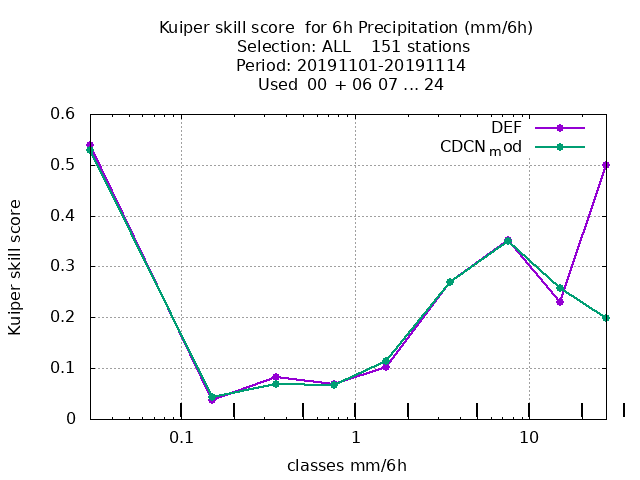 Kuiper skill score  for 6h Precipitation (mm/6h)
Selection: ALL    151 stations
Period: 20191101-20191114
Used  00 + 06 07 ... 24
DEF
CDCN_mod
0.6
0.5
0.4
0.3
0.2
0.1
0
Kuiper skill score
0.1
1
10
classes mm/6h